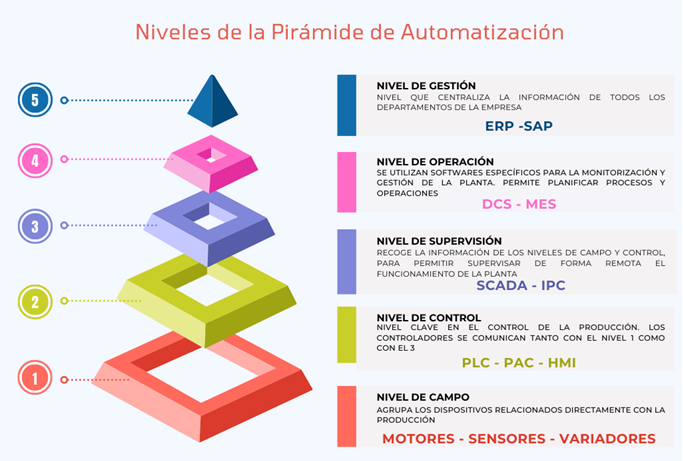 Niveles de la Pirámide de Automatización
5
NIVEL DE GESTIÓN
NIVEL QUE CENTRALIZA LA INFORMACIÓN DE TODOS LOS
DEPARTAMENTOS DE LA EMPRESA
ERP -SAP
4
NIVEL DE OPERACIÓN
SE UTILIZAN SOFTWARES ESPECÍFICOS PARA LA MONITORIZACIÓN Y
GESTIÓN DE LA PLANTA. PERMITE PLANIFICAR PROCESOS Y
OPERACIONES
DCS - MES
3
NIVEL DE SUPERVISIÓN
RECOGE LA INFORMACIÓN DE LOS NIVELES DE CAMPO Y CONTROL,
PARA PERMITIR SUPERVISAR DE FORMA REMOTA EL
FUNCIONAMIENTO DE LA PLANTA
SCADA - IPC
2
NIVEL DE CONTROL
NIVEL CLAVE EN EL CONTROL DE LA PRODUCCIÓN. LOS
CONTROLADORES SE COMUNICAN TANTO CON EL NIVEL 1 COMO
CON EL 3
PLC - PAC - HMI
1
NIVEL DE CAMPO
AGRUPA LOS DISPOSITIVOS RELACIONADOS DIRECTAMENTE CON LA
PRODUCCIÓN
MOTORES - SENSORES - VARIADORES